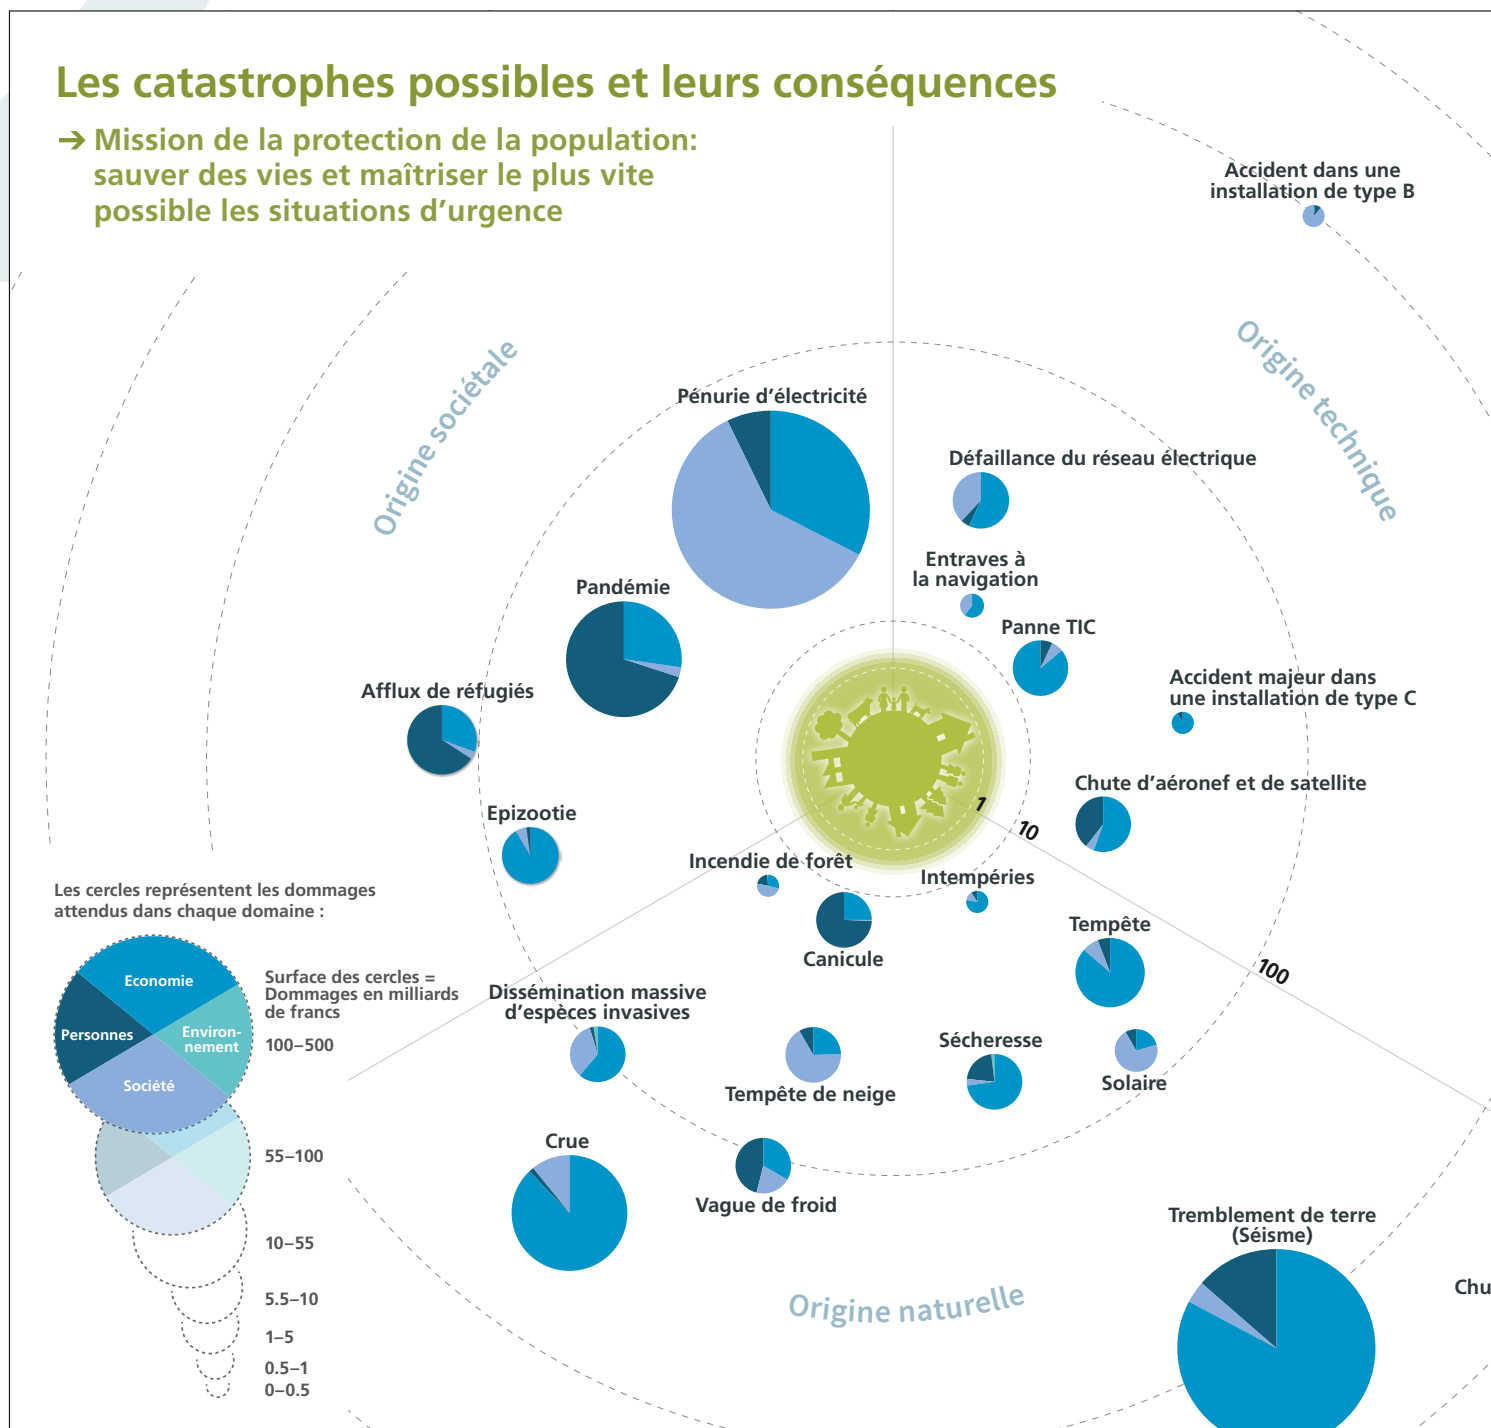 Les catastrophes possibles et leurs conséquences
➔ Mission de la protection de la population:
sauver des vies et maîtriser le plus vite
possible les situations d’urgence
Accident dans une
installation de type B
Origine sociétale
Origine technique
Pénurie d’électricité
Défaillance du réseau électrique
Entraves à
la navigation
Pandémie
Panne TIC
Afflux de réfugiés
Accident majeur dans
une installation de type C
Chute d’aéronef et de satellite
Epizootie
1
10
100
Incendie de forêt
Intempéries
Canicule
Tempête
Dissémination massive
d’espèces invasives
Tempête de neige
Sécheresse
Solaire
Crue
Vague de froid
Tremblement de terre
(Séisme)
Chu
Origine naturelle
Les cercles représentent les dommages
attendus dans chaque domaine :
Economie
Personnes
Environ-
nement
Société
Surface des cercles =
Dommages en milliards
de francs
100–500
55–100
10–55
5.5–10
1–5
0.5–1
0–0.5